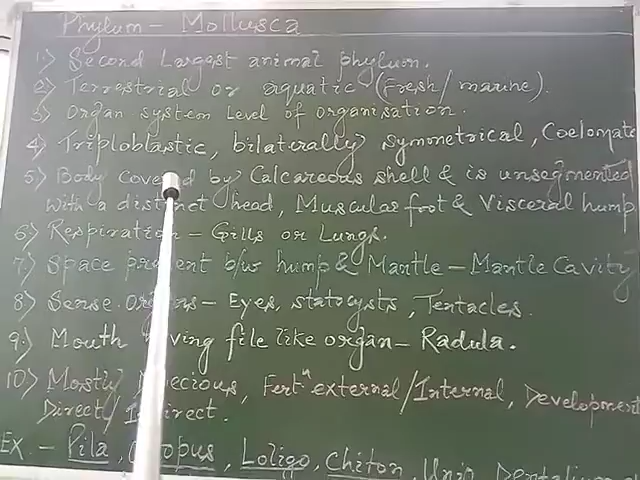 Phylum - Mollusca
1) Second Largest animal phylum.
2) Terrestrial or aquatic (Fresh/marine).
3) Organ system Level of organisation.
4) Triploblastic, bilaterally symmetrical, Coelomate
5) Body covered by Calcareous shell & is unsegmented
with a distinct head, Muscular foot & Visceral hump
6) Respiration - Gills or Lungs.
7) Space present b/w hump & Mantle - Mantle Cavity
8) Sense Organs - Eyes, statocysts, Tentacles.
9) Mouth having file like organ - Radula.
10) Mostly Dioecious, Fertⁿ external/Internal, Development
Direct/Indirect.
EX. - Pila, Octopus, Loligo, Chiton, Unio, Dentalium